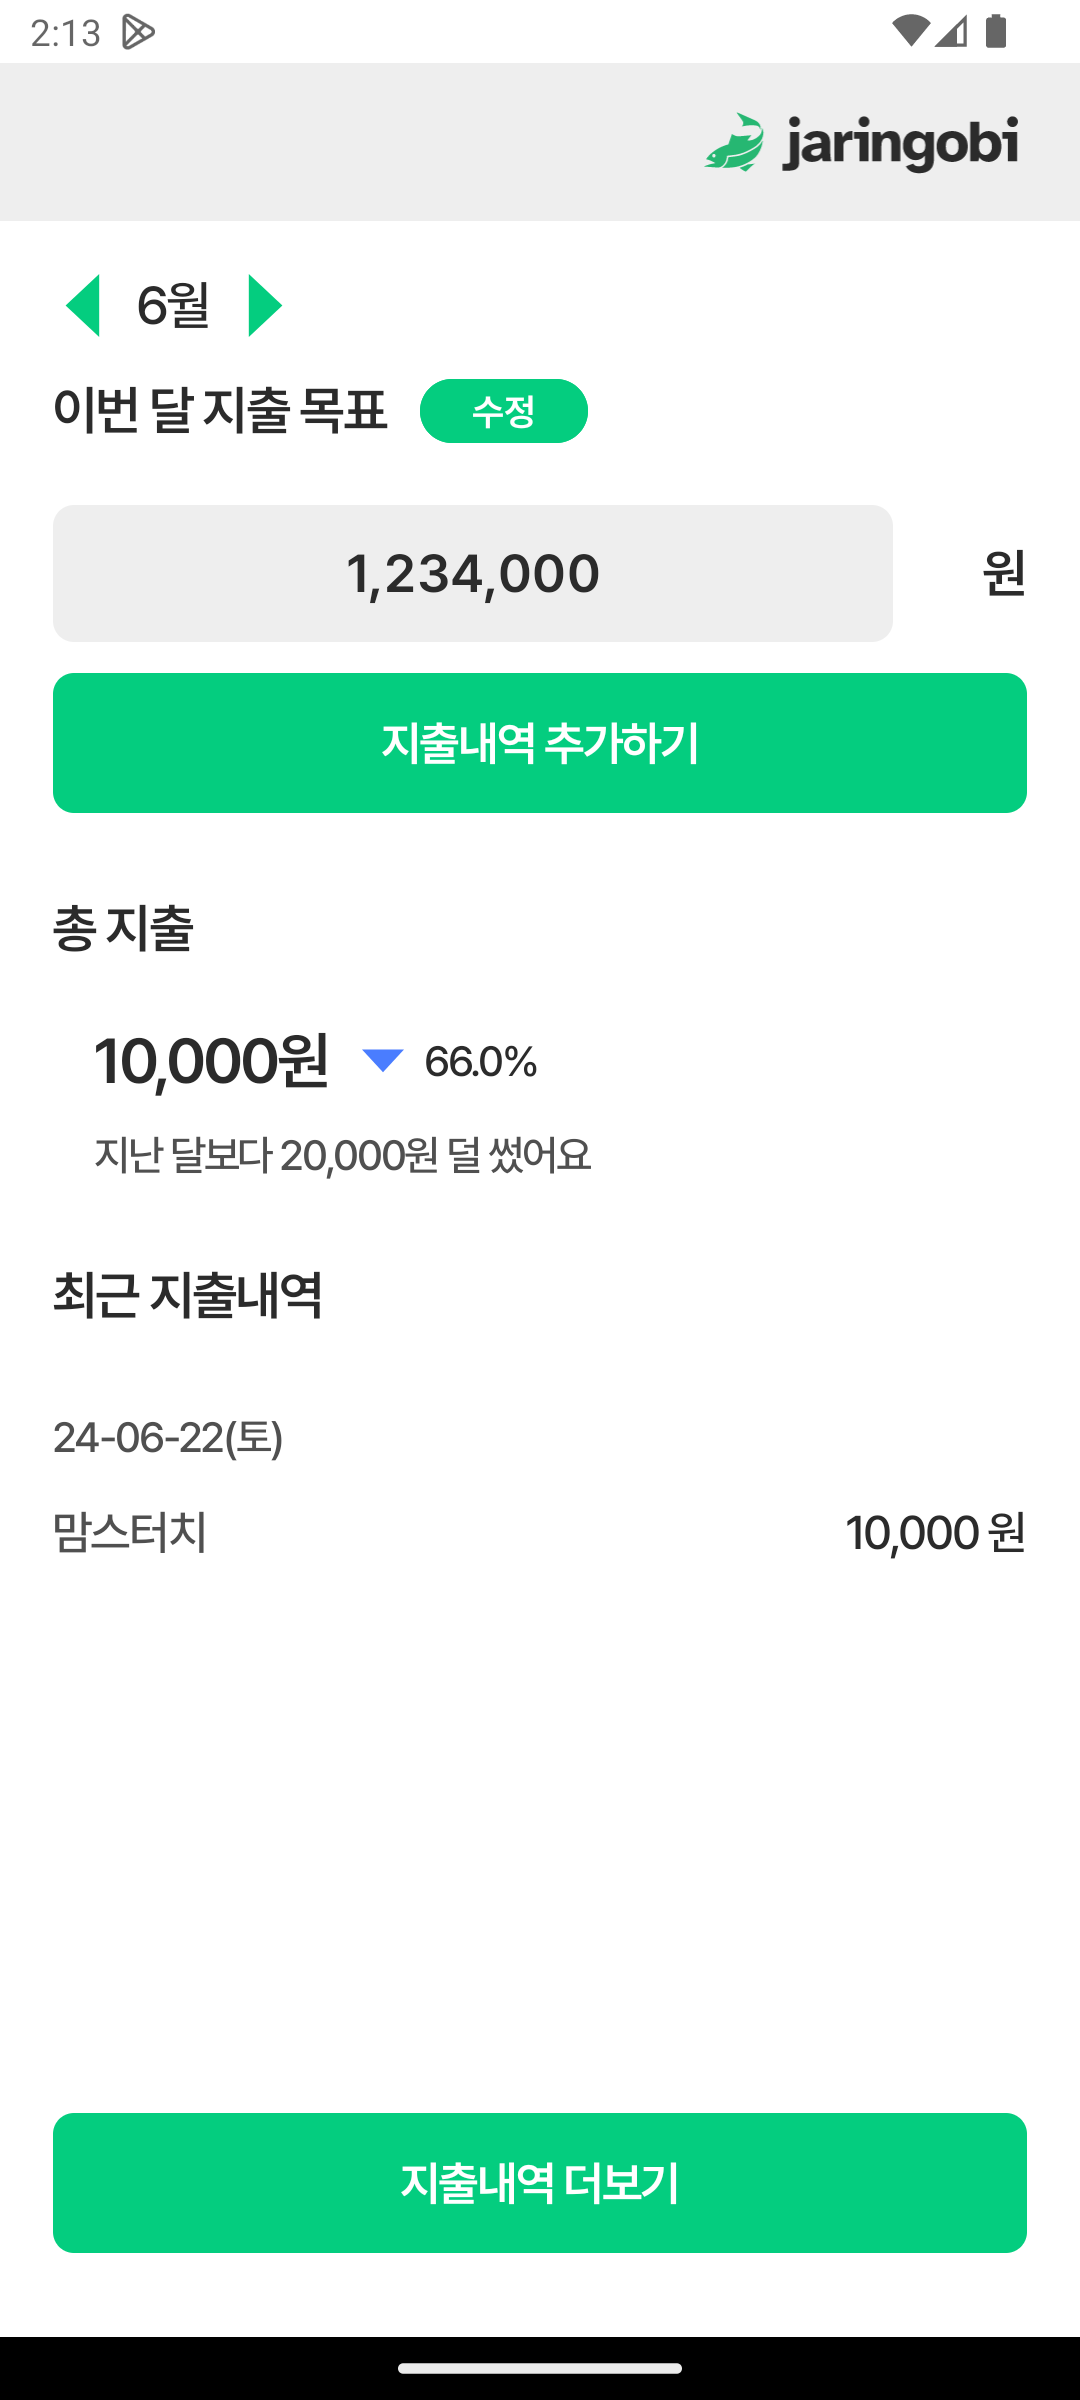 2:13
jaringobi
6월
이번 달 지출 목표 수정
1,234,000 원
지출내역 추가하기
총 지출
10,000원 66.0%
지난 달보다 20,000원 덜 썼어요
최근 지출내역
24-06-22(토)
맘스터치 10,000 원
지출내역 더보기